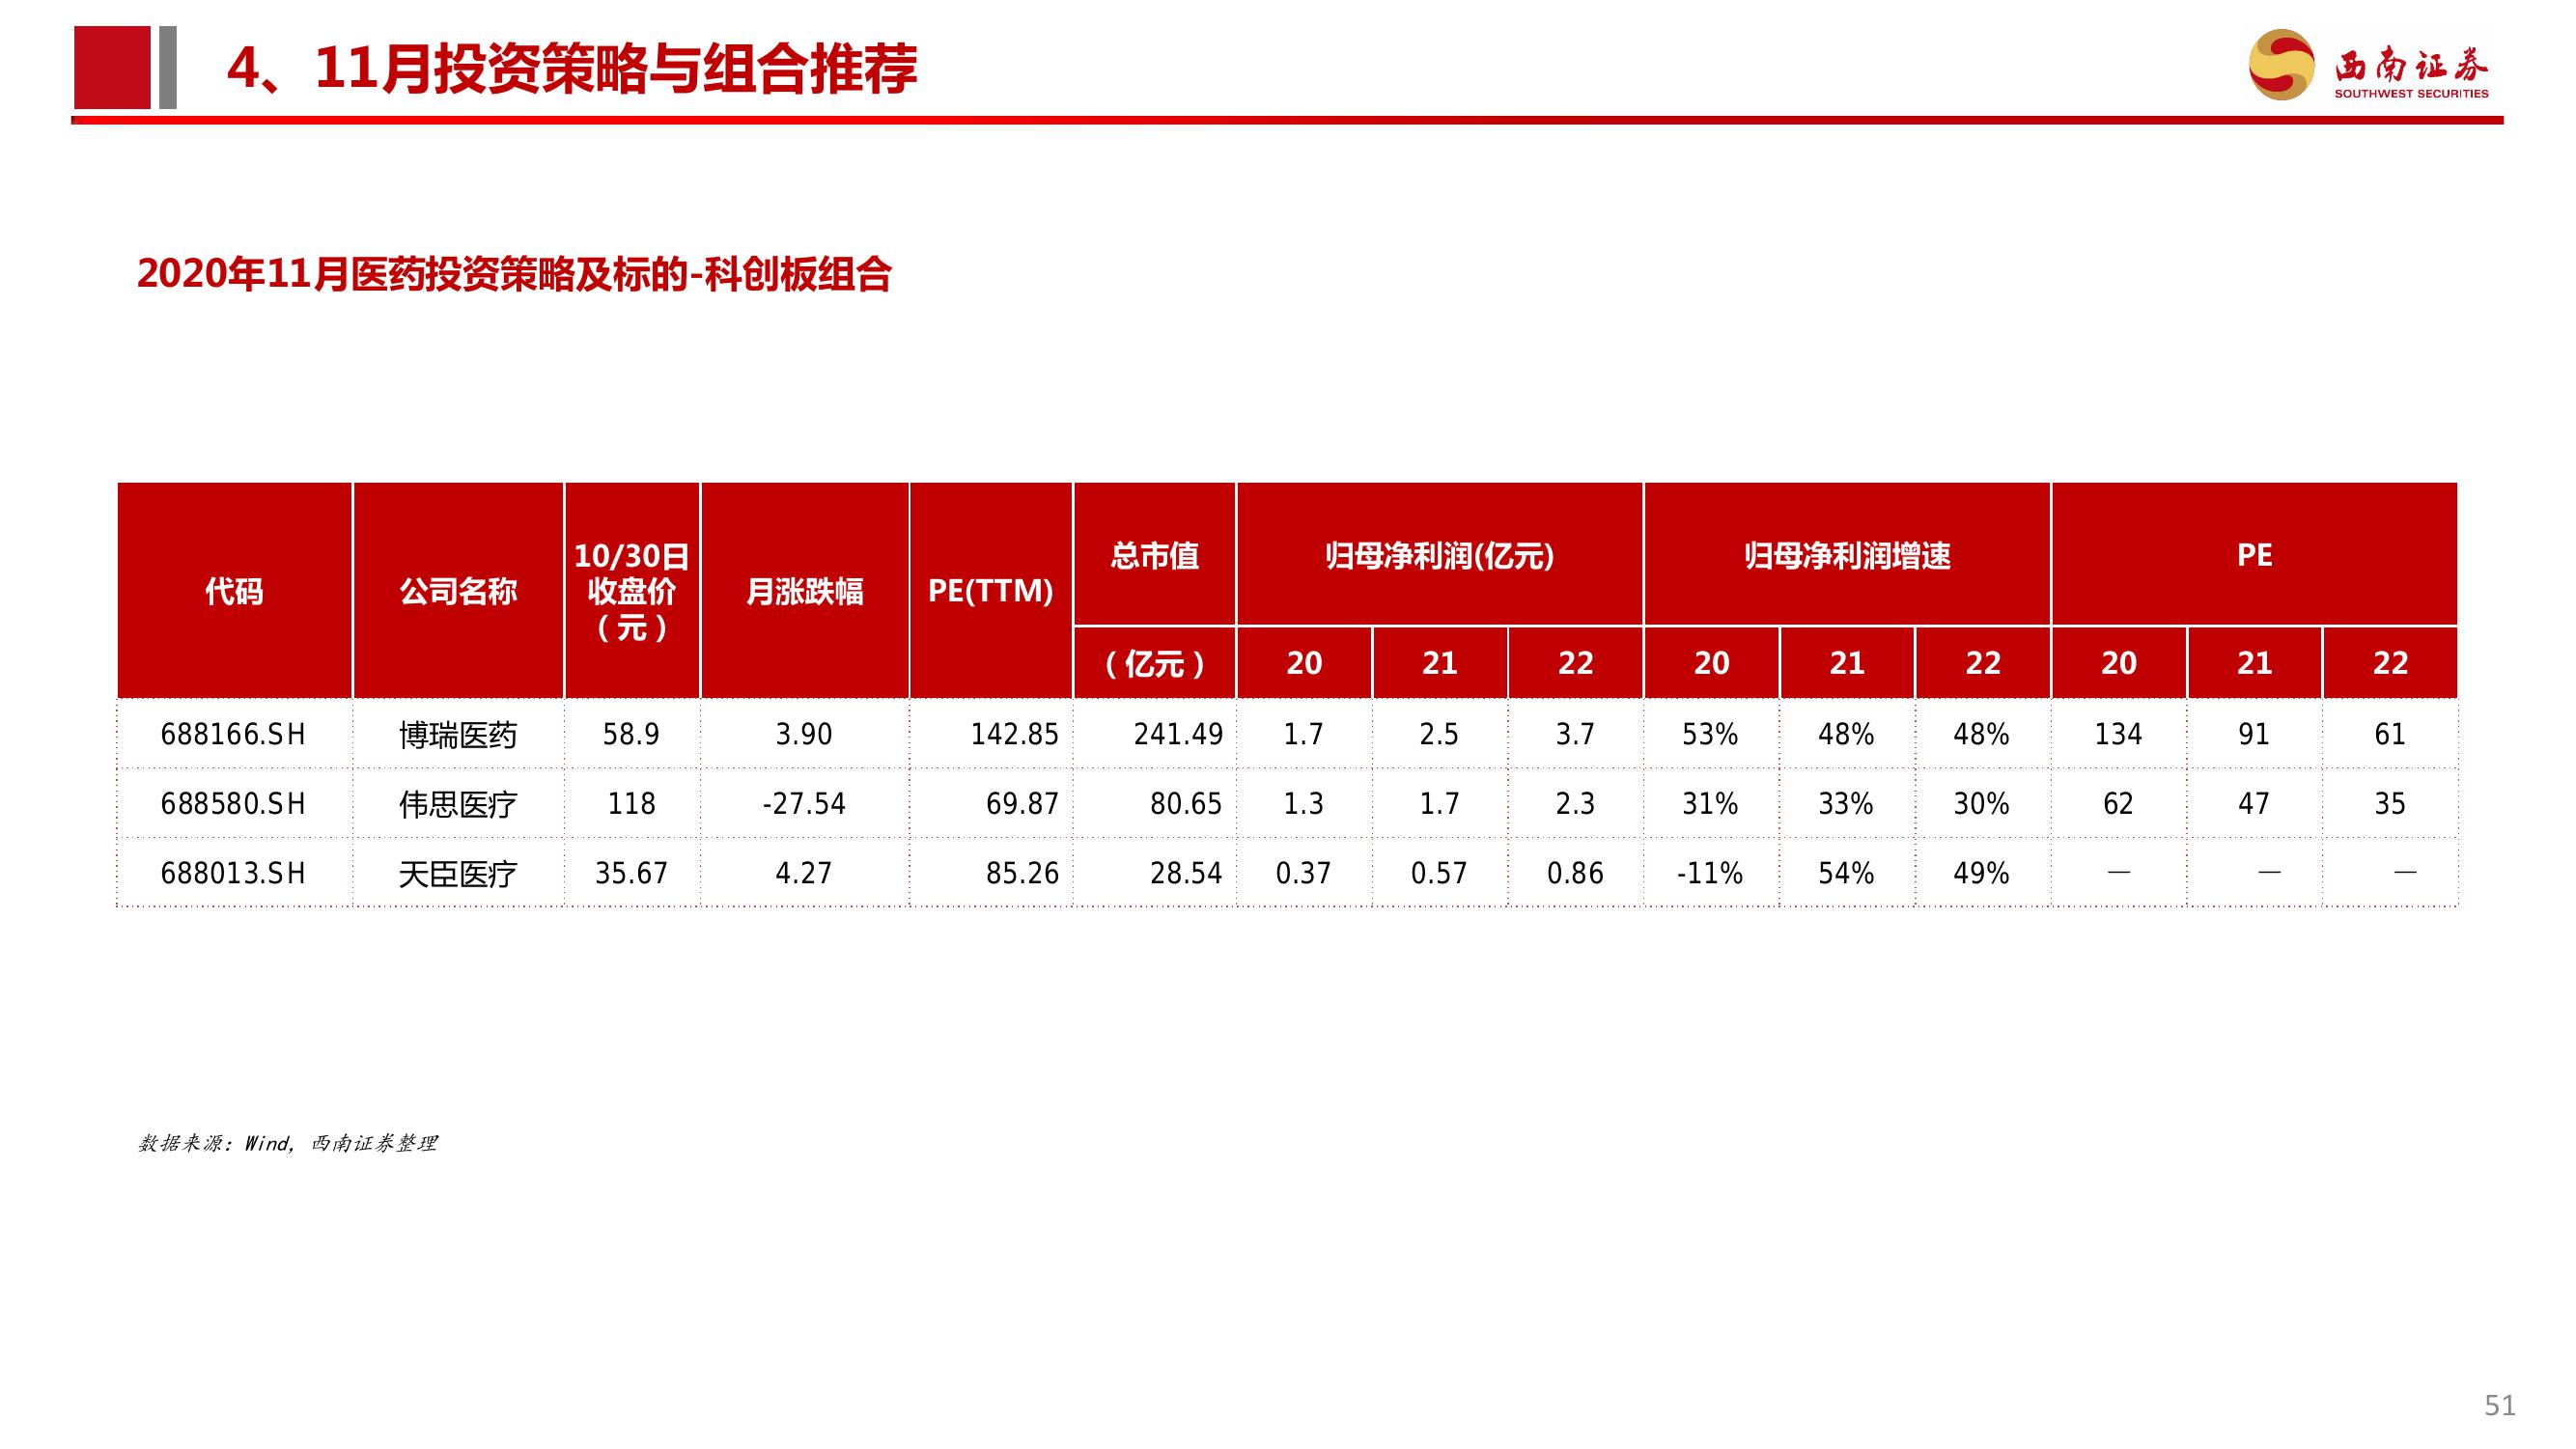 4、11月投资策略与组合推荐
西南证券
SOUTHWEST SECURITIES
2020年11月医药投资策略及标的-科创板组合
代码 公司名称 10/30日收盘价（元） 月涨跌幅 PE(TTM) 总市值 归母净利润(亿元) 归母净利润增速 PE
（亿元） 20 21 22 20 21 22 20 21 22
688166.SH 博瑞医药 58.9 3.90 142.85 241.49 1.7 2.5 3.7 53% 48% 48% 134 91 61
688580.SH 伟思医疗 118 -27.54 69.87 80.65 1.3 1.7 2.3 31% 33% 30% 62 47 35
688013.SH 天臣医疗 35.67 4.27 85.26 28.54 0.37 0.57 0.86 -11% 54% 49% — — —
数据来源：Wind，西南证券整理
51